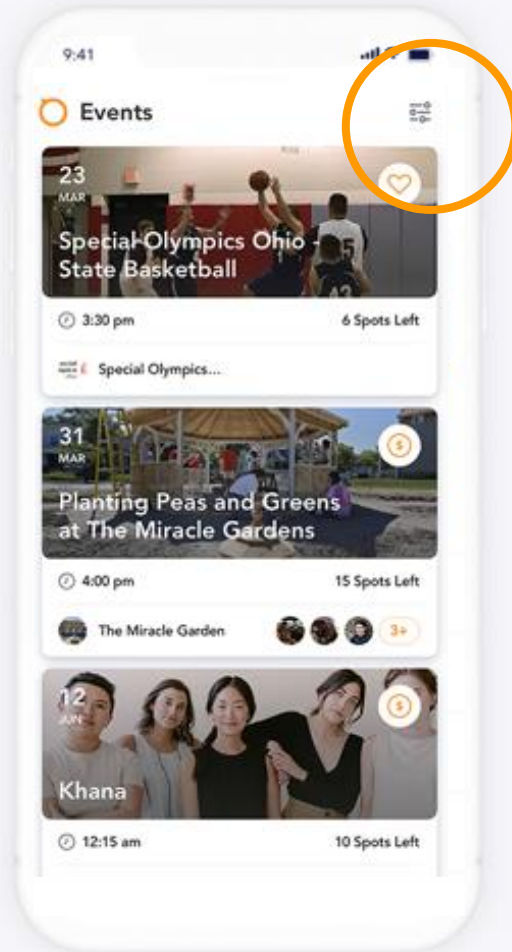 9:41
Events
23
MAR
Special Olympics Ohio -
State Basketball
3:30 pm 6 Spots Left
Special Olympics...
31
MAR
Planting Peas and Greens
at The Miracle Gardens
4:00 pm 15 Spots Left
The Miracle Garden 3+
12
JUN
Khana
12:15 am 10 Spots Left